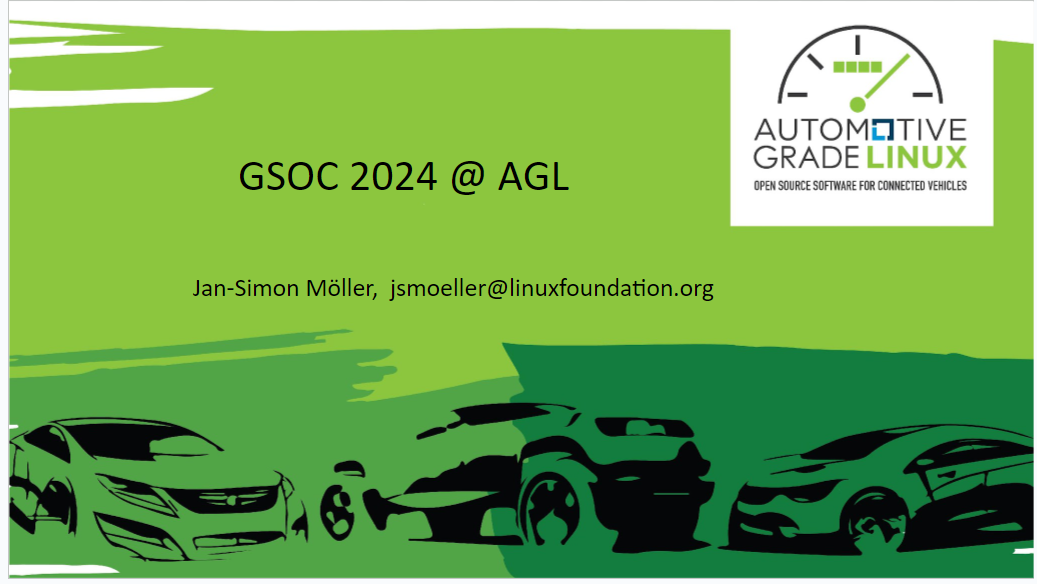 GSOC 2024 @ AGL
Jan-Simon Möller, jsmoeller@linuxfoundation.org
AUTOMOTIVE
GRADE LINUX
OPEN SOURCE SOFTWARE FOR CONNECTED VEHICLES